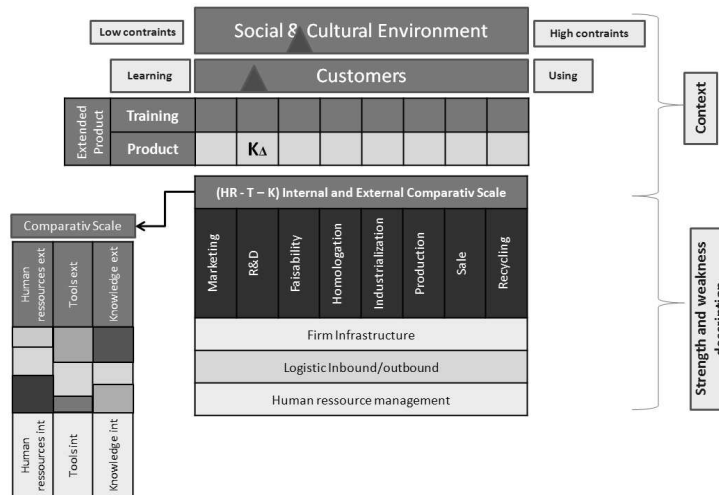 Low contraints
Social & Cultural Environment
High contraints
Learning
Customers
Using
Extended
Product
Training
Product
KΔ
Context
(HR - T – K) Internal and External Comparativ Scale
Comparativ Scale
Human
ressources ext
Tools ext
Knowledge ext
Marketing
R&D
Faisability
Homologation
Industrialization
Production
Sale
Recycling
Firm Infrastructure
Logistic Inbound/outbound
Human ressource management
Strength and weakness
description
Human
ressources int
Tools int
Knowledge int